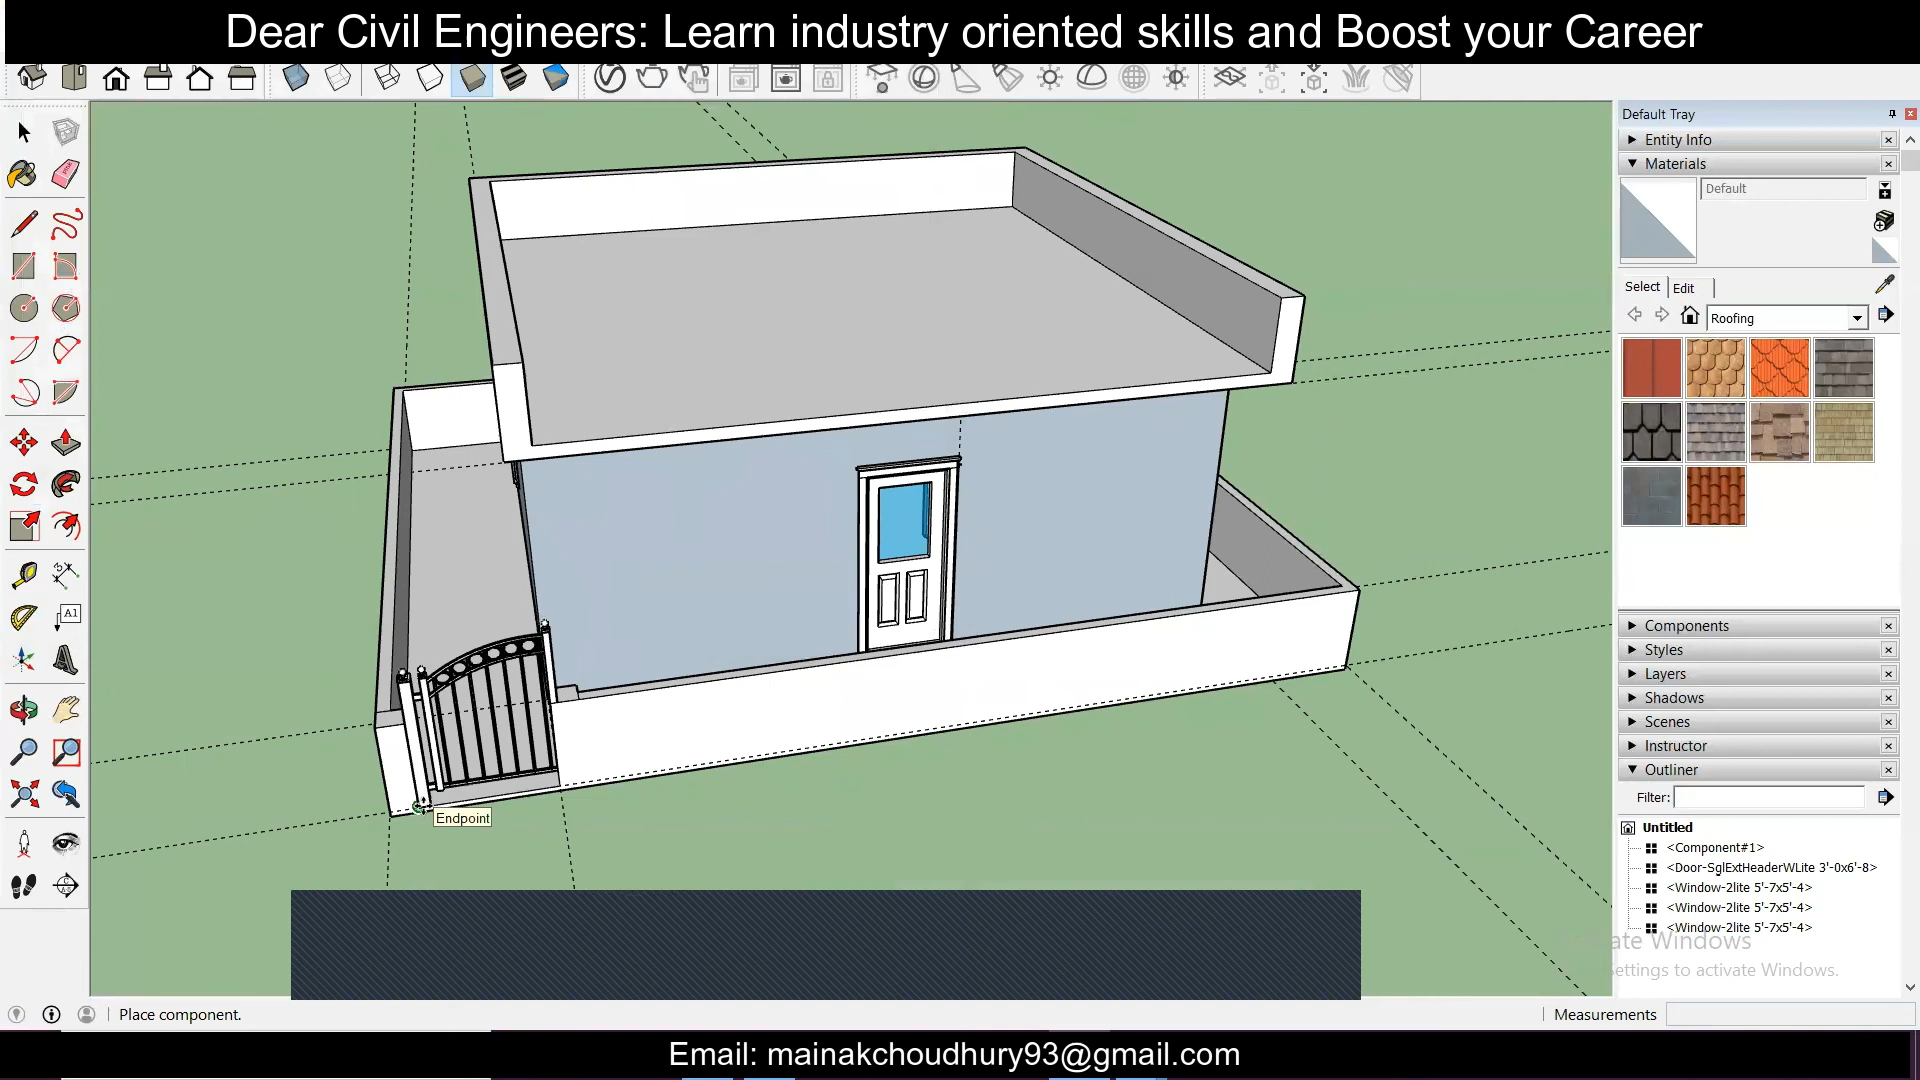 Dear Civil Engineers: Learn industry oriented skills and Boost your Career
Default Tray
Entity Info
Materials
Default
Select
Edit
Roofing
A1
Endpoint
Components
Styles
Layers
Shadows
Scenes
Instructor
Outliner
Filter:
Untitled
<Component#1>
<Door-SglExtHeaderWLite 3'-0x6'-8>
<Window-2lite 5'-7x5'-4>
<Window-2lite 5'-7x5'-4>
<Window-2lite 5'-7x5'-4>
ate Windows
ettings to activate Windows.
Place component.
Measurements
Email: mainakchoudhury93@gmail.com